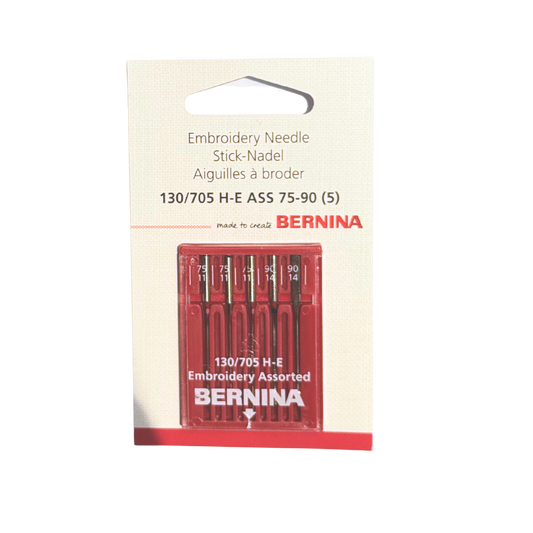 Embroidery Needle
Stick-Nadel
Aiguilles à broder
130/705 H-E ASS 75-90 (5)
made to create BERNINA
75 75 75 90 90
11 11 11 14 14
130/705 H-E
Embroidery Assorted
BERNINA